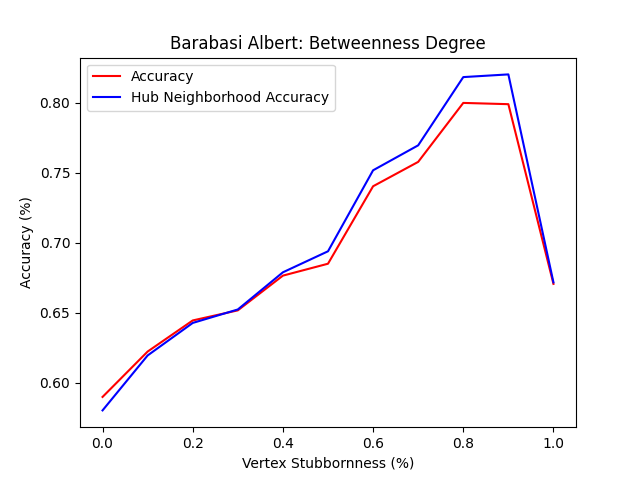 Barabasi Albert: Betweenness Degree
Accuracy
Hub Neighborhood Accuracy
Accuracy (%)
0.80
0.75
0.70
0.65
0.60
0.0 0.2 0.4 0.6 0.8 1.0
Vertex Stubbornness (%)